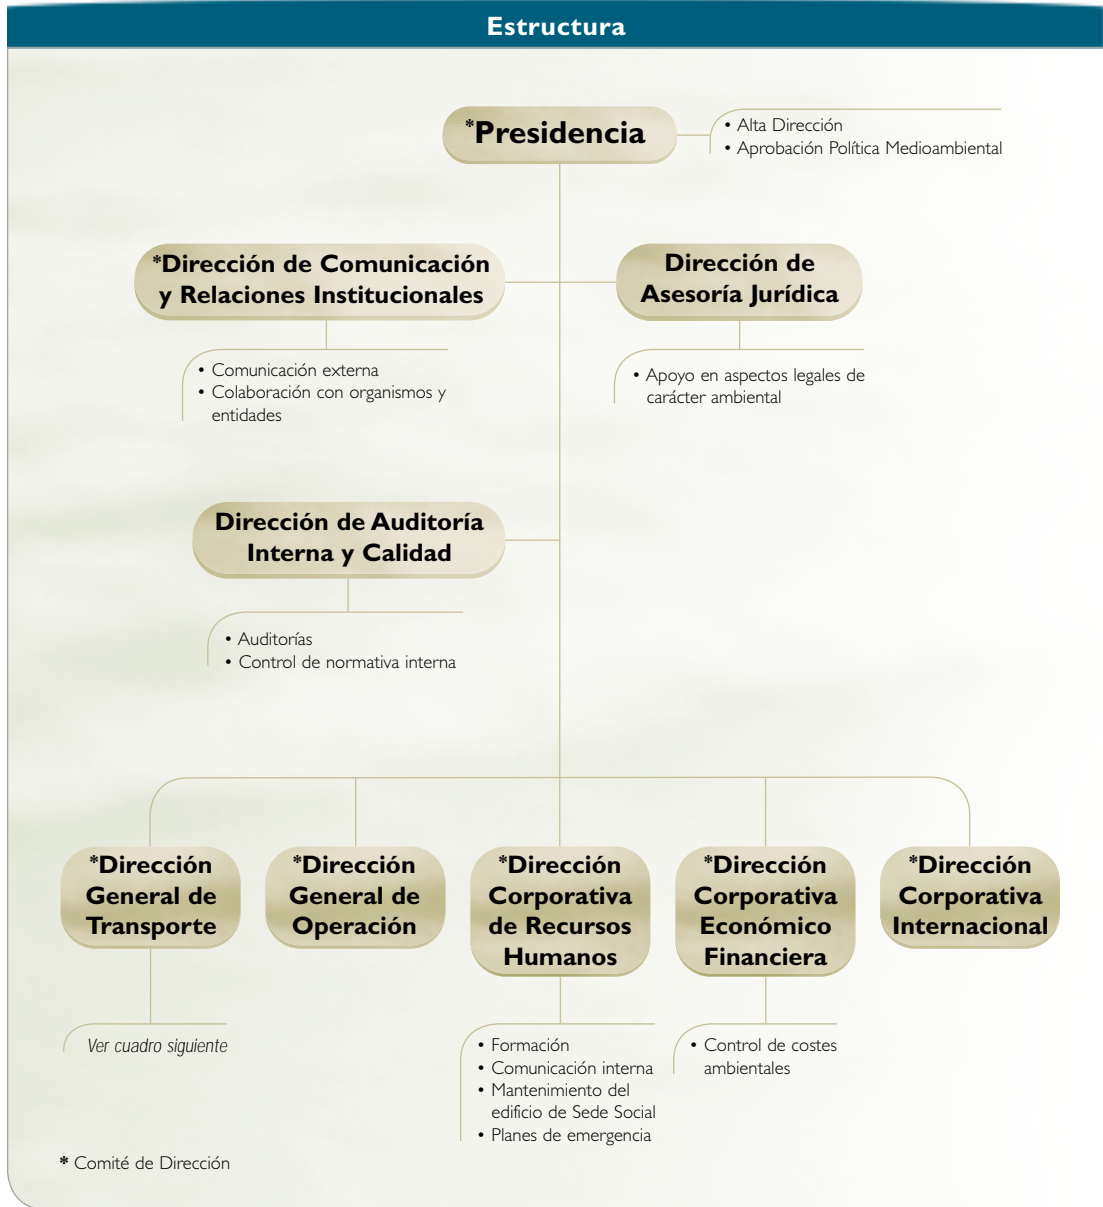 Estructura
*Presidencia
• Alta Dirección
• Aprobación Política Medioambiental
*Dirección de Comunicación
y Relaciones Institucionales
• Comunicación externa
• Colaboración con organismos y
entidades
Dirección de
Asesoría Jurídica
• Apoyo en aspectos legales de
carácter ambiental
Dirección de Auditoría
Interna y Calidad
• Auditorías
• Control de normativa interna
*Dirección
General de
Transporte
Ver cuadro siguiente
*Dirección
General de
Operación
*Dirección
Corporativa
de Recursos
Humanos
• Formación
• Comunicación interna
• Mantenimiento del
edificio de Sede Social
• Planes de emergencia
*Dirección
Corporativa
Económico
Financiera
• Control de costes
ambientales
*Dirección
Corporativa
Internacional
* Comité de Dirección